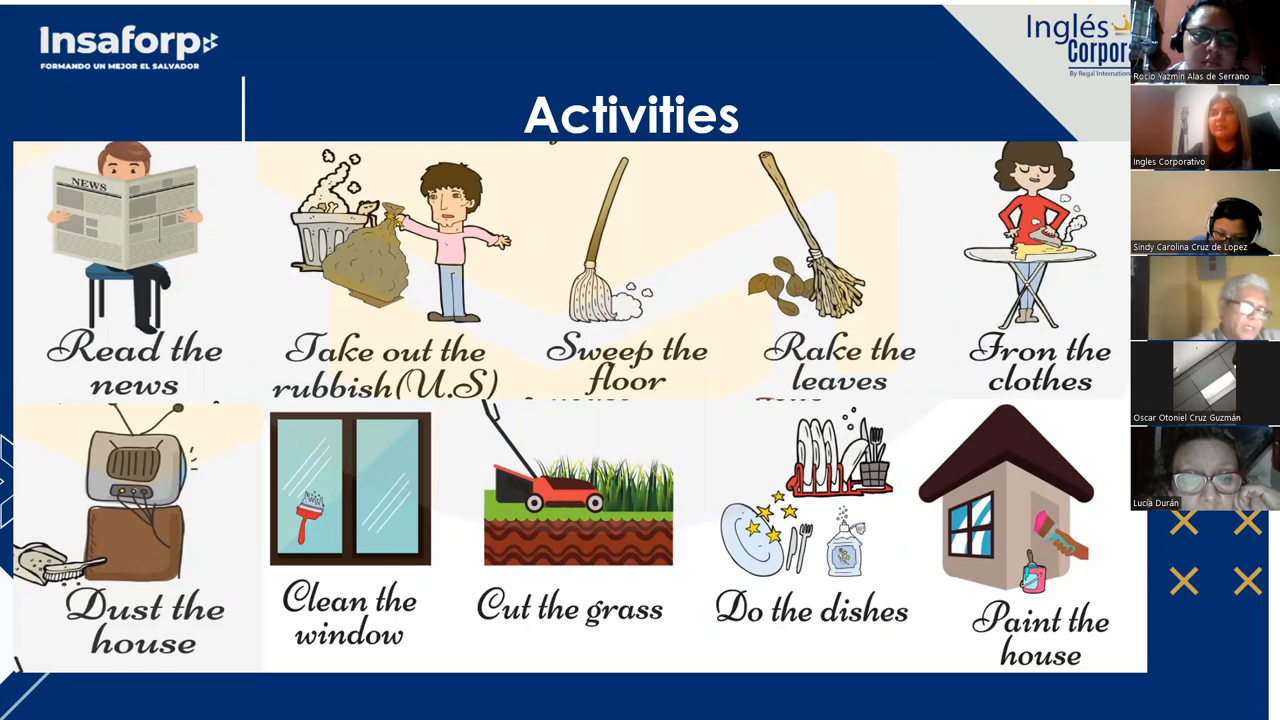 Insaforp
FORMANDO UN MEJOR EL SALVADOR
Inglés
Corpora
By Regal Internation
Activities
NEWS
Read the
news
Take out the
rubbish(U.S)
Sweep the
floor
Rake the
leaves
Iron the
clothes
Dust the
house
Clean the
window
Cut the grass
Do the dishes
Paint the
house
Rocio Yazmin Alas de Serrano
Ingles Corporativo
Sindy Carolina Cruz de Lopez
Oscar Otoniel Cruz Guzmán
Lucía Durán